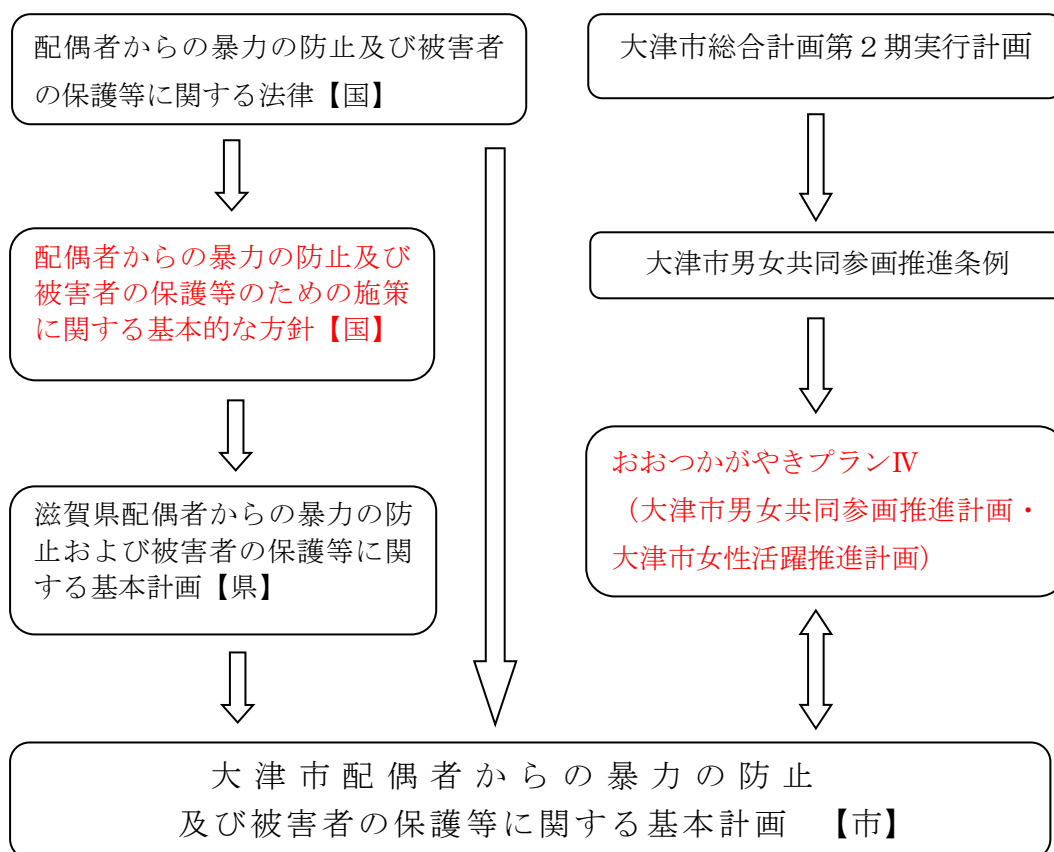 配偶者からの暴力の防止及び被害者
の保護等に関する法律【国】
配偶者からの暴力の防止及び
被害者の保護等のための施策
に関する基本的な方針【国】
滋賀県配偶者からの暴力の防
止および被害者の保護等に関
する基本計画【県】
大津市総合計画第２期実行計画
大津市男女共同参画推進条例
おおつかがやきプランⅣ
（大津市男女共同参画推進計画・
大津市女性活躍推進計画）
大津市配偶者からの暴力の防止
及び被害者の保護等に関する基本計画　【市】